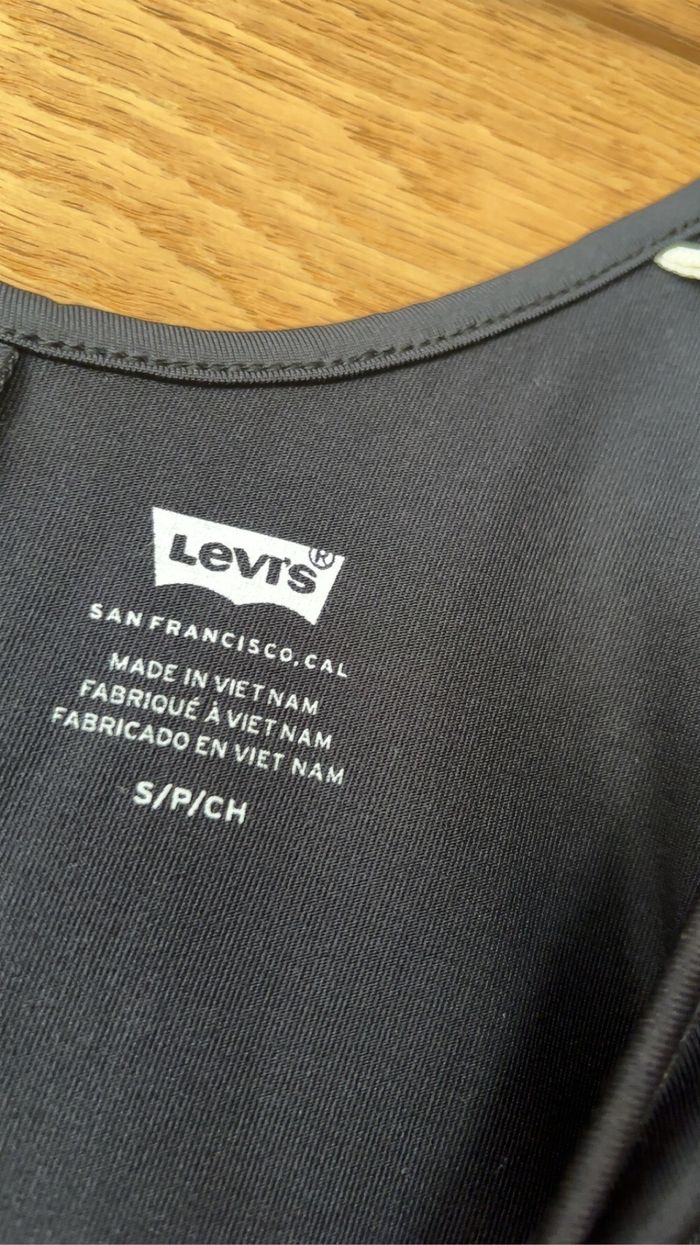 Levi's®
SAN FRANCISCO, CAL
MADE IN VIET NAM
FABRIQUÉ À VIET NAM
FABRICADO EN VIET NAM
S/P/CH